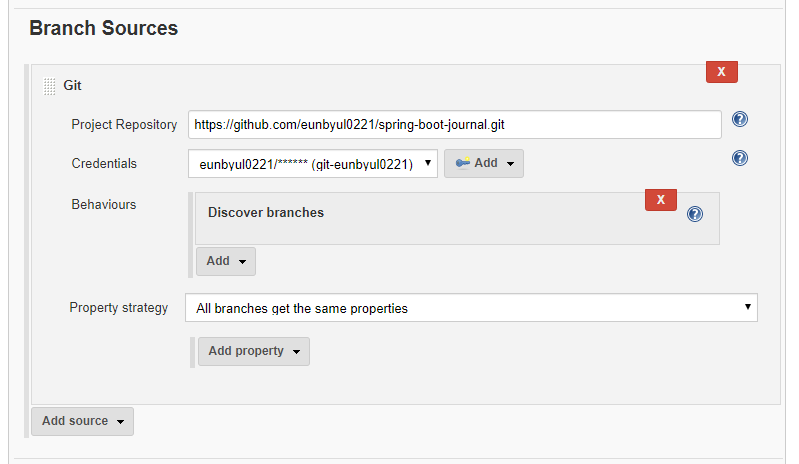 Branch Sources
X
Git
Project Repository https://github.com/eunbyul0221/spring-boot-journal.git ?
Credentials eunbyul0221/****** (git-eunbyul0221) Add ?
Behaviours
X
Discover branches ?
Add
Property strategy All branches get the same properties
Add property
Add source